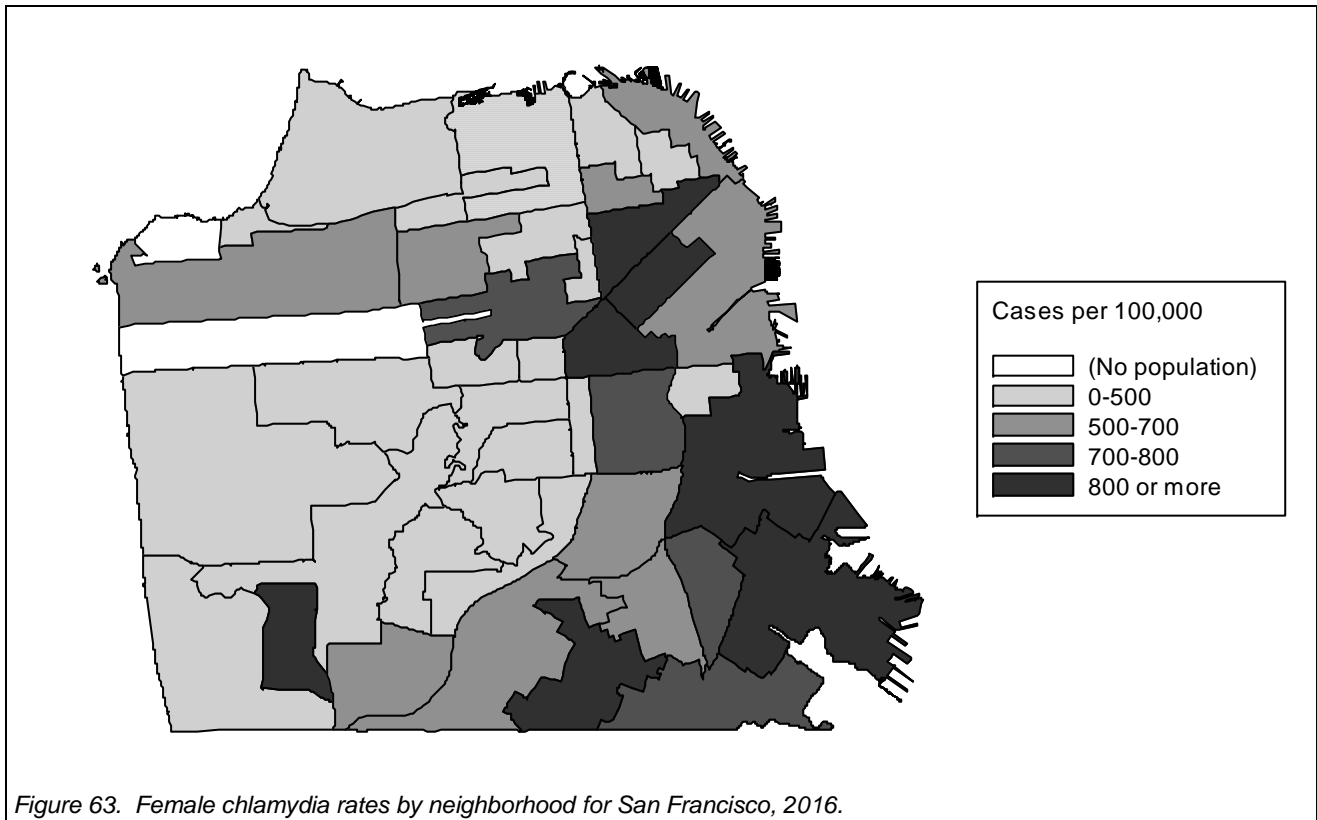 Cases per 100,000
(No population)
0-500
500-700
700-800
800 or more
Figure 63. Female chlamydia rates by neighborhood for San Francisco, 2016.